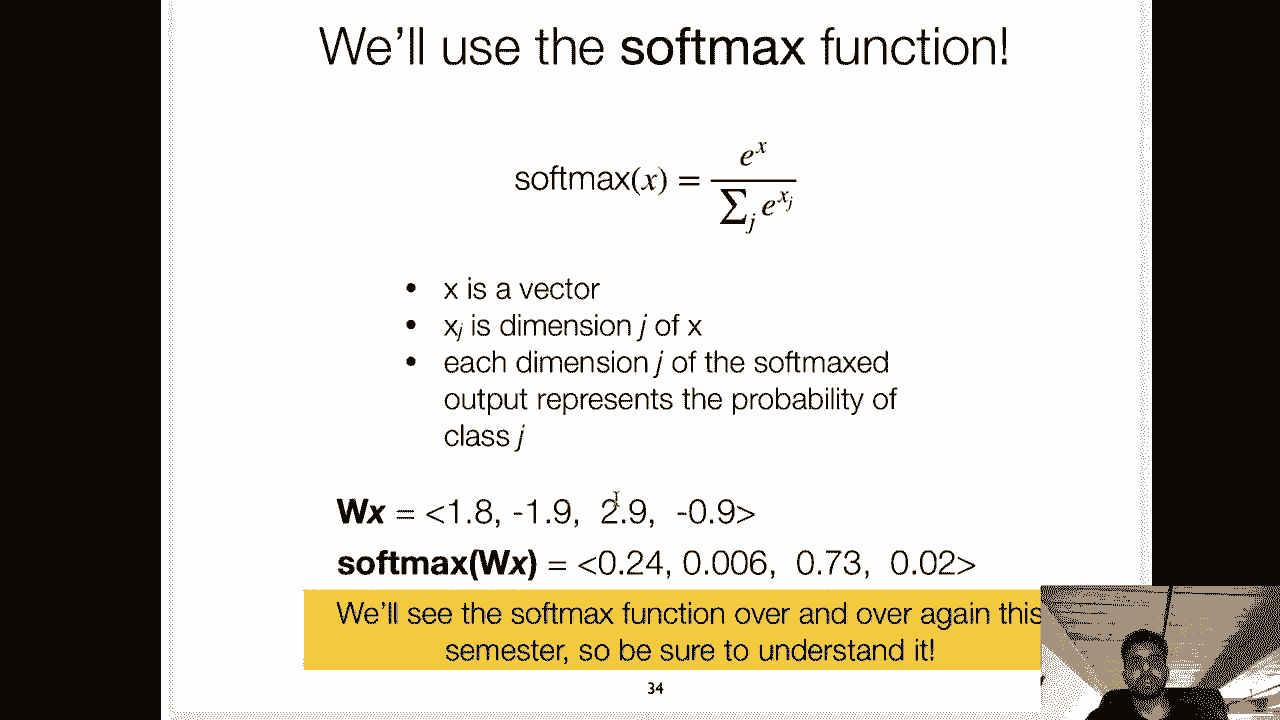 We'll use the softmax function!
softmax(x) = e^x / ∑_j e^{x_j}
• x is a vector
• x_j is dimension j of x
• each dimension j of the softmaxed
output represents the probability of
class j
Wx = <1.8, -1.9, 2.9, -0.9>
softmax(Wx) = <0.24, 0.006, 0.73, 0.02>
We'll see the softmax function over and over again this
semester, so be sure to understand it!
34